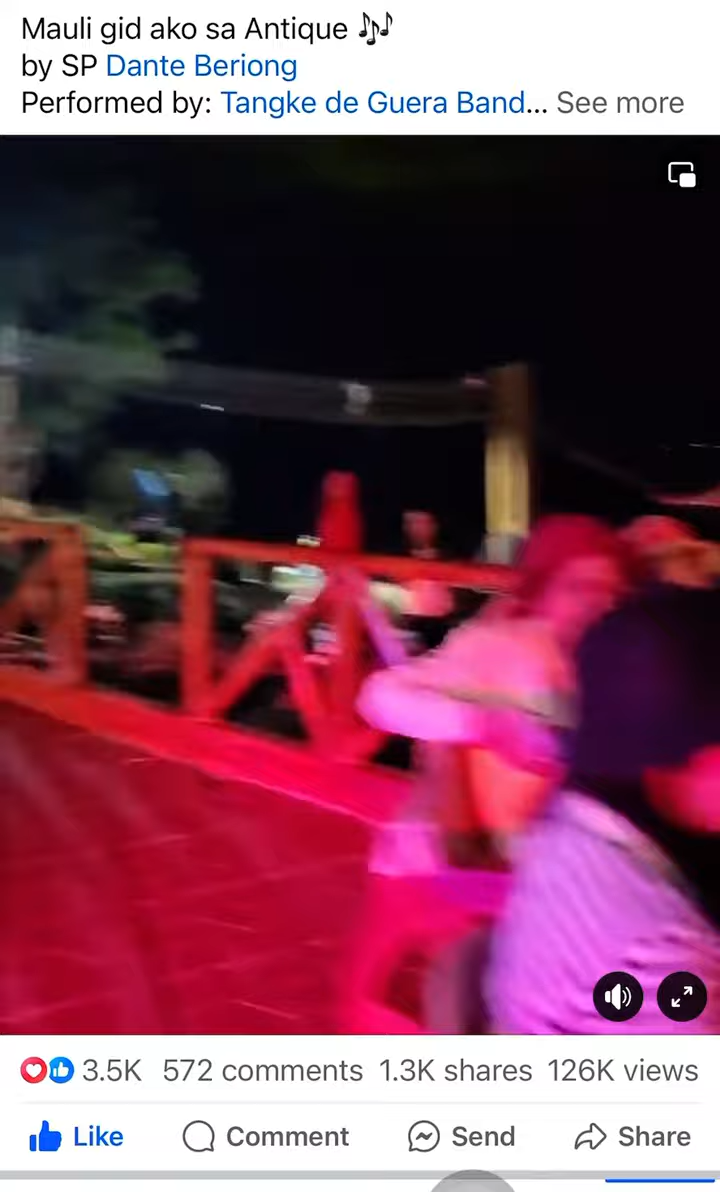 Mauli gid ako sa Antique 🎶
by SP Dante Beriong
Performed by: Tangke de Guera Band... See more
3.5K 572 comments 1.3K shares 126K views
Like Comment Send Share